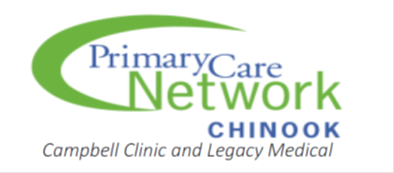 PrimaryCare
Network
CHINOOK
Campbell Clinic and Legacy Medical